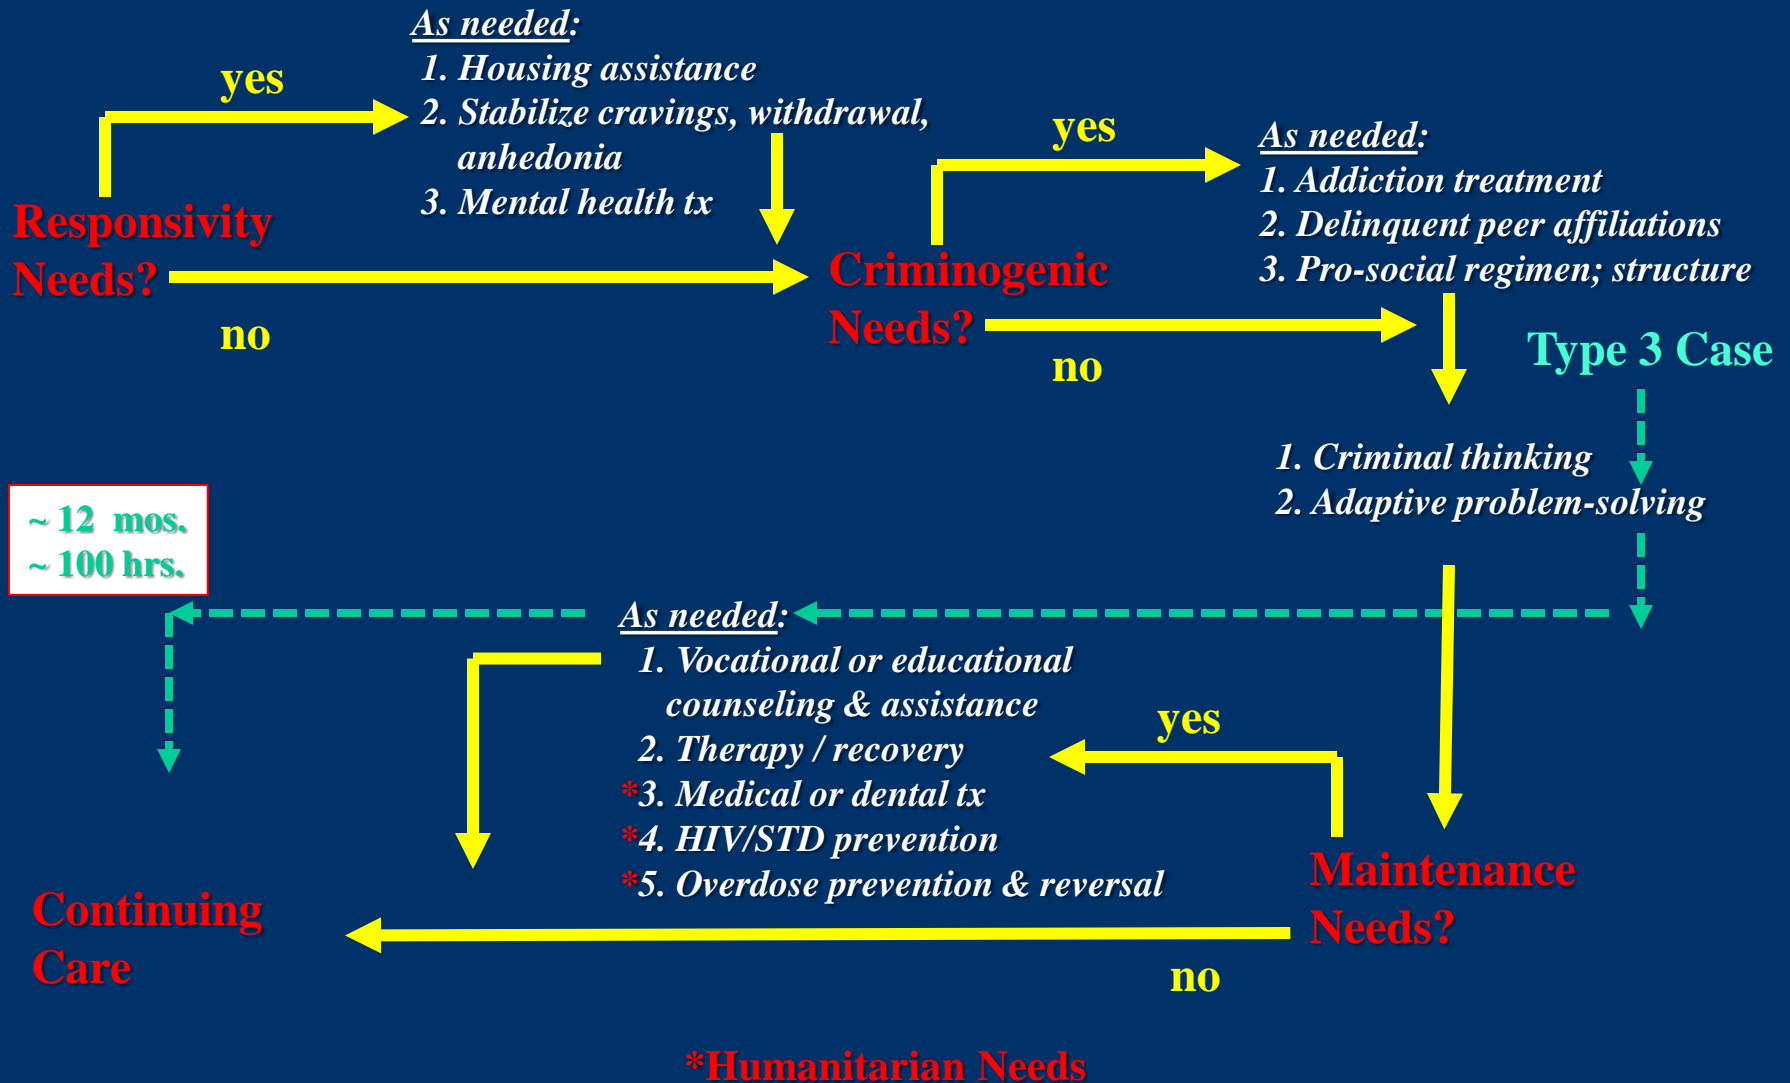 As needed:
1. Housing assistance
2. Stabilize cravings, withdrawal,
anhedonia
3. Mental health tx
yes
Responsivity
Needs?
no
yes
Criminogenic
Needs?
no
As needed:
1. Addiction treatment
2. Delinquent peer affiliations
3. Pro-social regimen; structure
Type 3 Case
1. Criminal thinking
2. Adaptive problem-solving
~ 12 mos.
~ 100 hrs.
As needed:
1. Vocational or educational
counseling & assistance
2. Therapy / recovery
*3. Medical or dental tx
*4. HIV/STD prevention
*5. Overdose prevention & reversal
yes
Maintenance
Needs?
no
Continuing
Care
*Humanitarian Needs